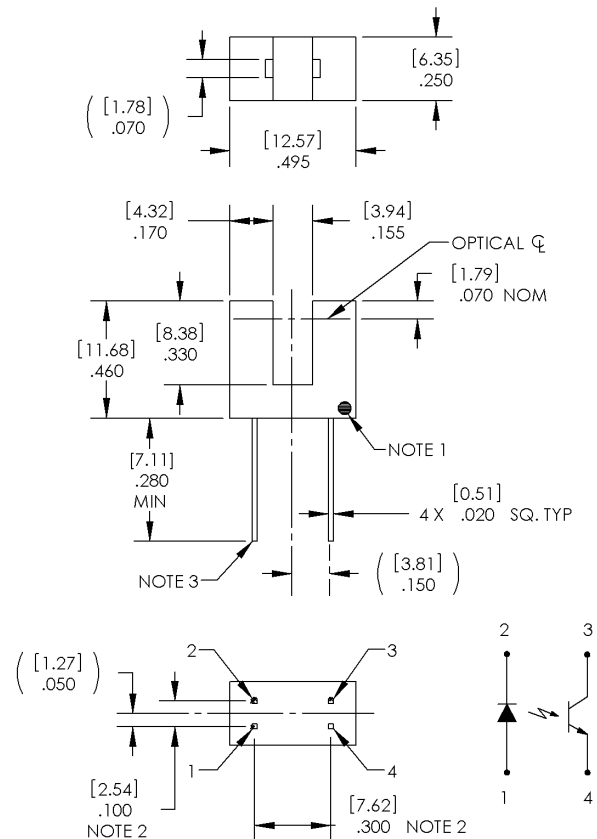 [6.35]
.250
( [1.78] )
.070
[12.57]
.495
[4.32]
.170
[3.94]
.155
OPTICAL ℄
[1.79]
.070 NOM
[8.38]
.330
[11.68]
.460
NOTE 1
[7.11]
.280
MIN
[0.51]
4 X .020 SQ. TYP
NOTE 3
( [3.81] )
.150
( [1.27] )
.050
2
3
1
4
[2.54]
.100
NOTE 2
[7.62]
.300 NOTE 2
2
3
1
4